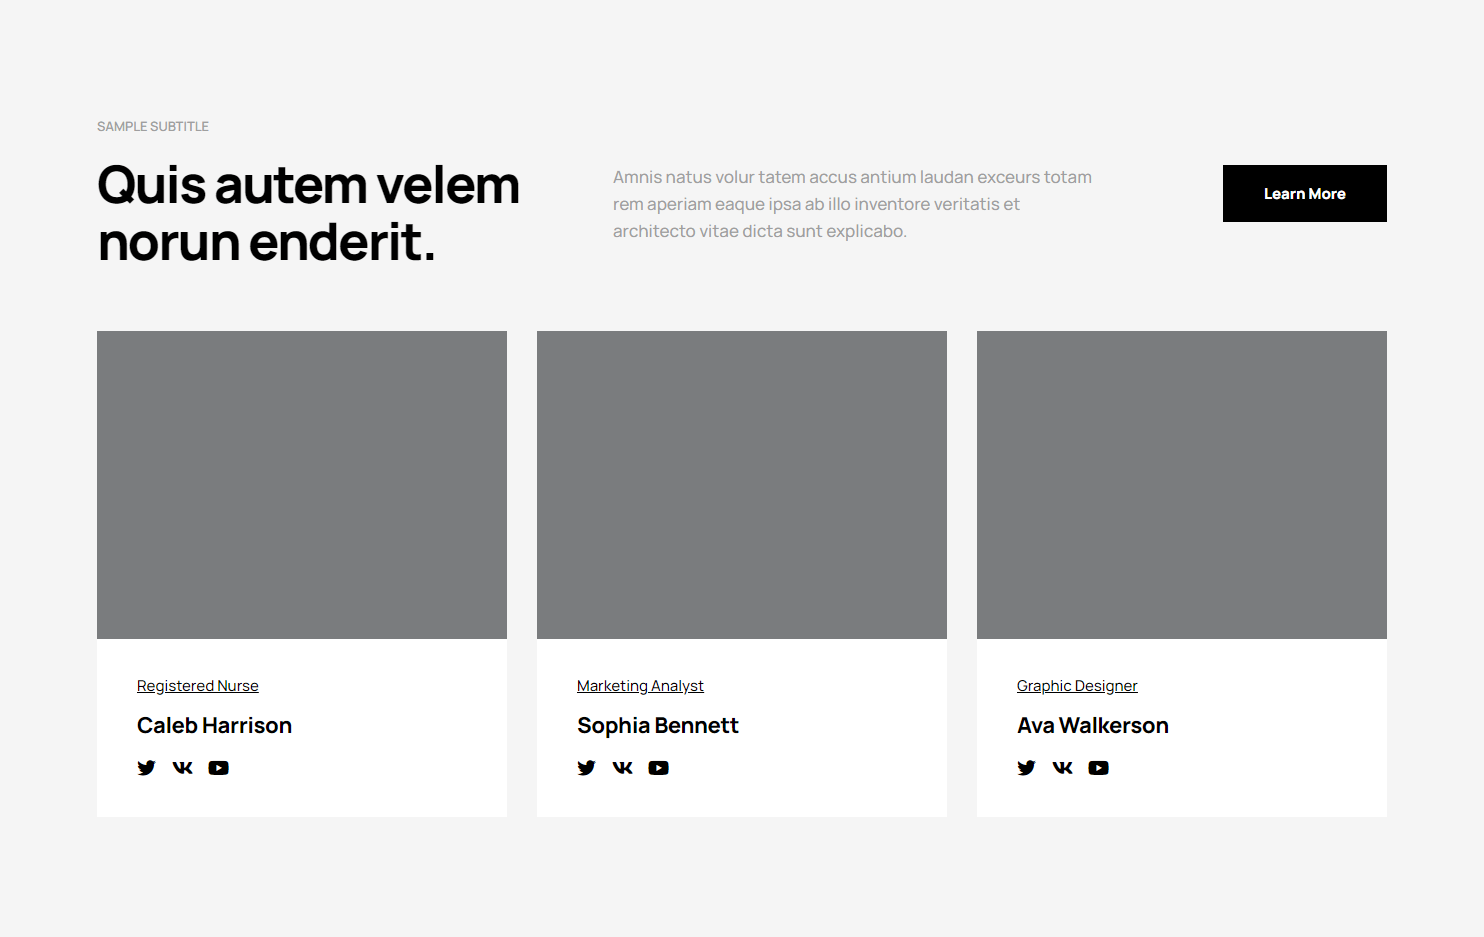 SAMPLE SUBTITLE
Quis autem velem
norun enderit.
Amnis natus volur tatem accus antium laudan exceurs totam
rem aperiam eaque ipsa ab illo inventore veritatis et
architecto vitae dicta sunt explicabo.
Learn More
Registered Nurse
Caleb Harrison
Marketing Analyst
Sophia Bennett
Graphic Designer
Ava Walkerson